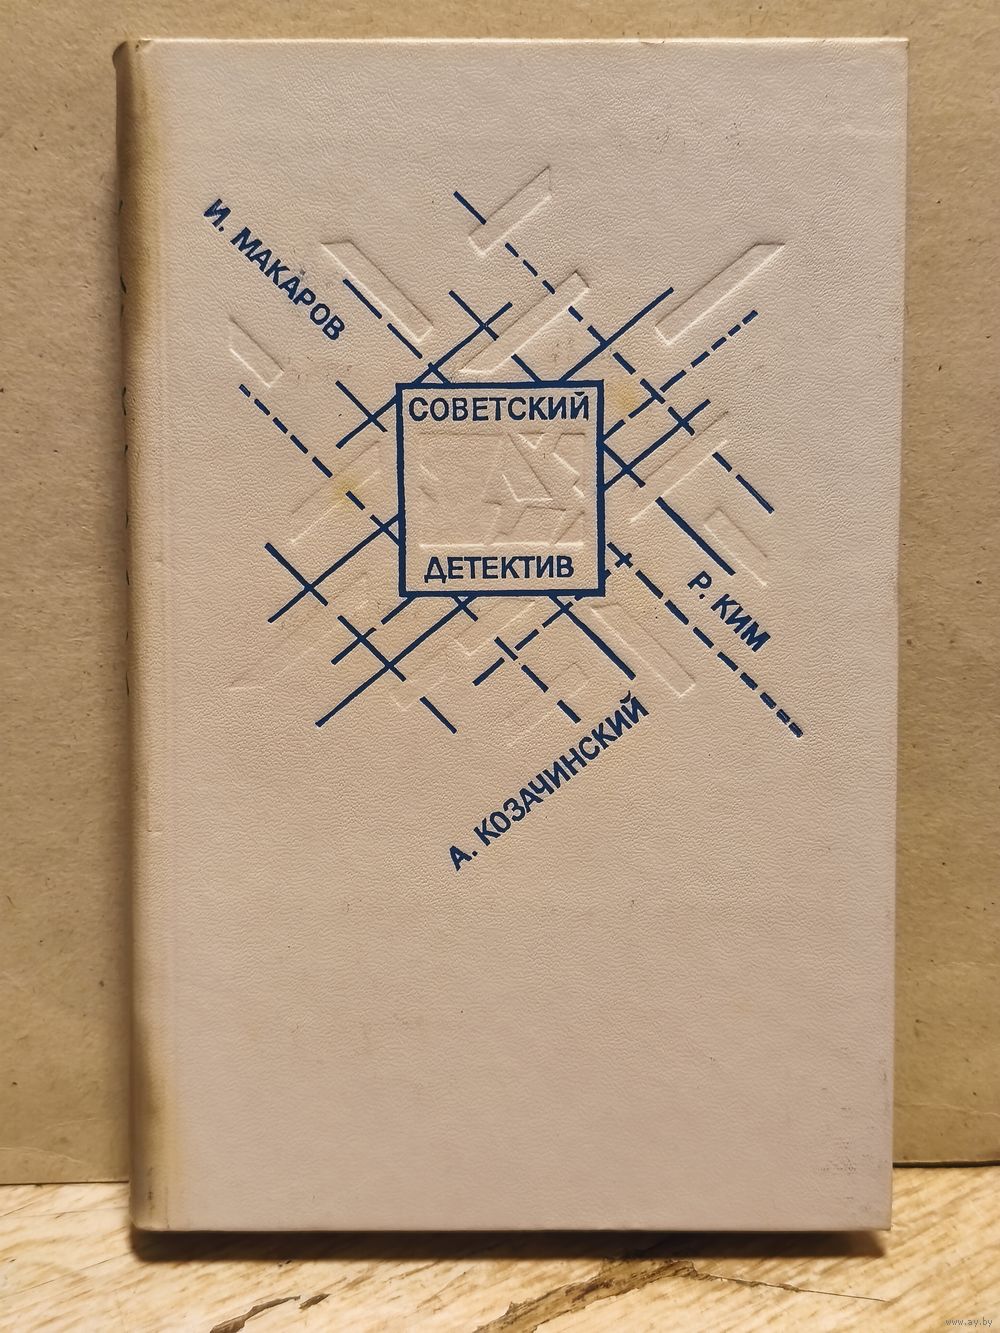 И. МАКАРОВ
СОВЕТСКИЙ
ДЕТЕКТИВ
Р. КИМ
А. КОЗАЧИНСКИЙ
www.ay.by